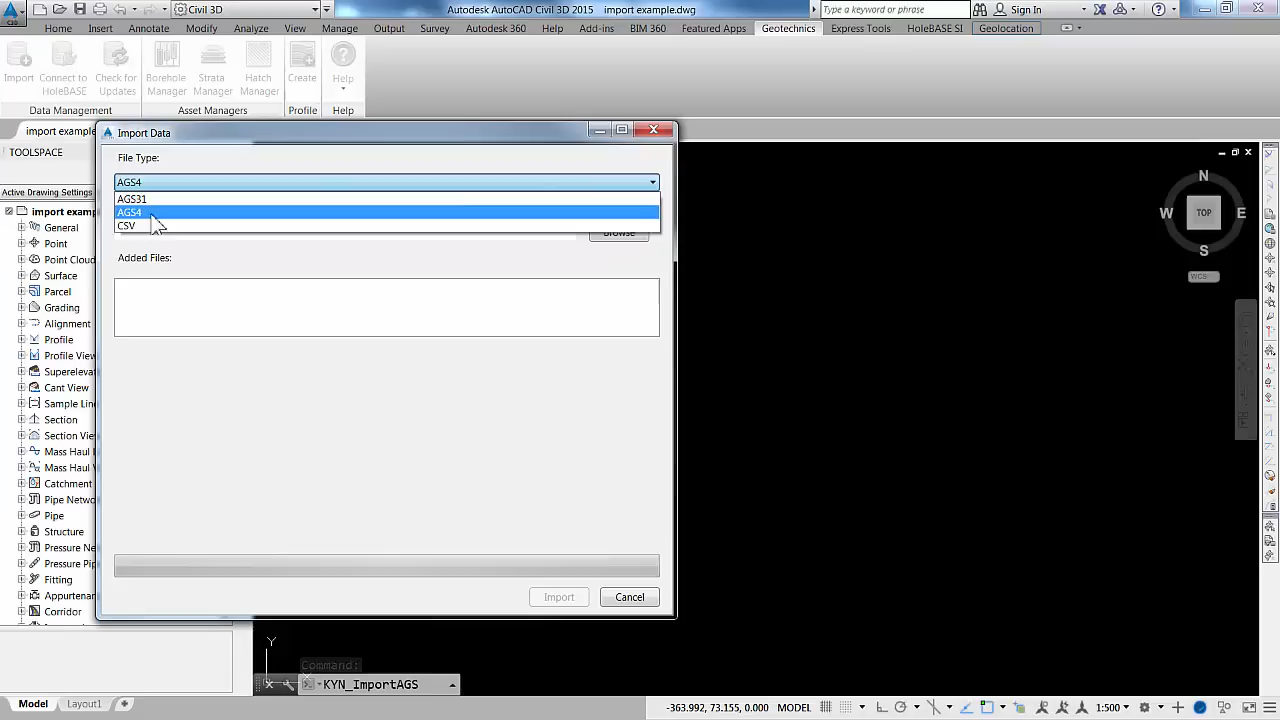 Civil 3D
Autodesk AutoCAD Civil 3D 2015 import example.dwg
Type a keyword or phrase
Sign In
Home Insert Annotate Modify Analyze View Manage Output Survey Autodesk 360 Help Add-ins BIM 360 Featured Apps Geotechnics Express Tools HoleBASE SI Geolocation
Import
Connect to
HoleBASE
Check for
Updates
Borehole
Manager
Strata
Manager
Hatch
Manager
Create
Help
Data Management
Asset Managers
Profile
Help
import example
TOOLSPACE
Active Drawing Settings
import examp
General
Point
Point Cloud
Surface
Parcel
Grading
Alignment
Profile
Profile View
Superelevat
Cant View
Sample Line
Section
Section View
Mass Haul
Mass Haul V
Catchment
Pipe Networ
Pipe
Structure
Pressure Ne
Pressure Pip
Fitting
Appurtenan
Corridor
Import Data
File Type:
AGS4
AGS31
AGS4
CSV
Browse
Added Files:
Import
Cancel
N
W
TOP
E
S
WCS
Y
X
Command:
KYN_ImportAGS
Model
Layout1
-363.992, 73.155, 0.000
MODEL
1:500